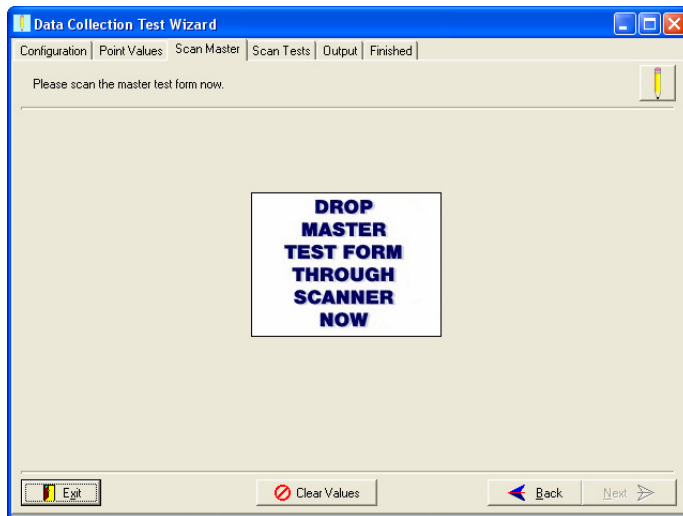 Data Collection Test Wizard
Configuration Point Values Scan Master Scan Tests Output Finished
Please scan the master test form now.
DROP
MASTER
TEST FORM
THROUGH
SCANNER
NOW
Exit Clear Values Back Next